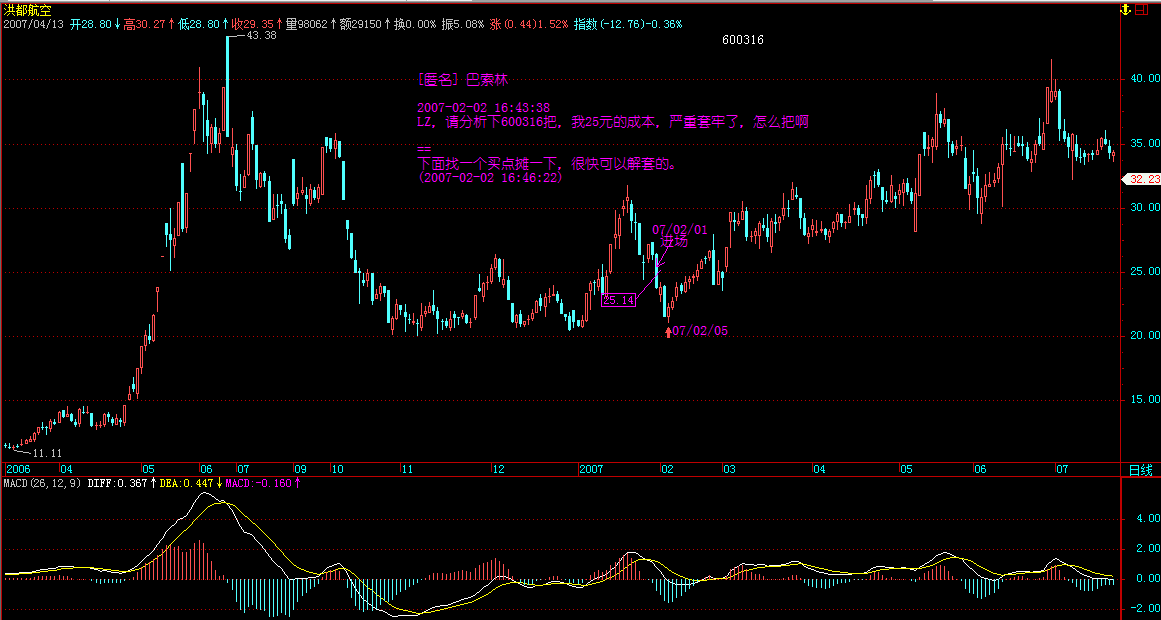 洪都航空
2007/04/13 开28.80↓高30.27↑低28.80↑收29.35↑量98062↑额29150↑换0.00% 振5.08% 涨(0.44)1.52% 指数(-12.76)-0.36%
43.38
600316
[匿名] 巴索林
40.00
2007-02-02 16:43:38
LZ, 请分析下600316把, 我25元的成本, 严重套牢了, 怎么把啊
35.00
==
下面找一个买点摊一下, 很快可以解套的。
(2007-02-02 16:46:22)
32.23
30.00
07/02/01
进场
25.00
25.14
07/02/05
20.00
15.00
11.11
2006 04 05 06 07 09 10 11 12 2007 02 03 04 05 06 07 日线
MACD(26,12,9) DIFF:0.367↑DEA:0.447↓MACD:-0.160↑
4.00
2.00
0.00
-2.00